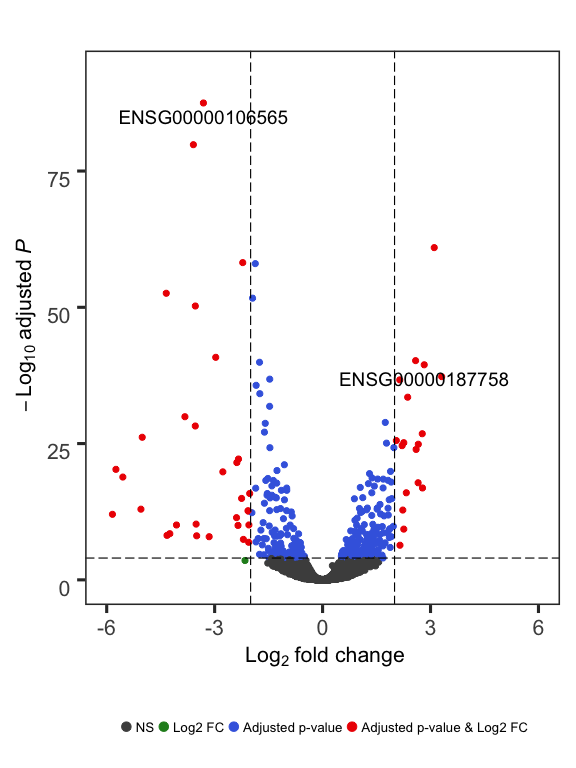 ENSG00000106565
75
50
ENSG00000187758
25
0
− Log10 adjusted P
-6 -3 0 3 6
Log2 fold change
NS Log2 FC Adjusted p-value Adjusted p-value & Log2 FC